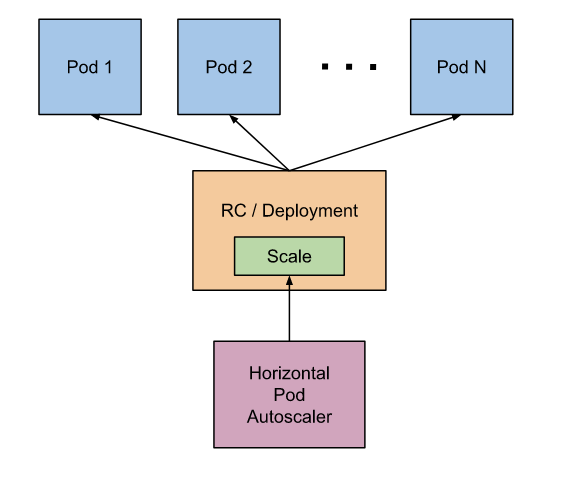 Pod 1
Pod 2
. . .
Pod N
RC / Deployment
Scale
Horizontal
Pod
Autoscaler